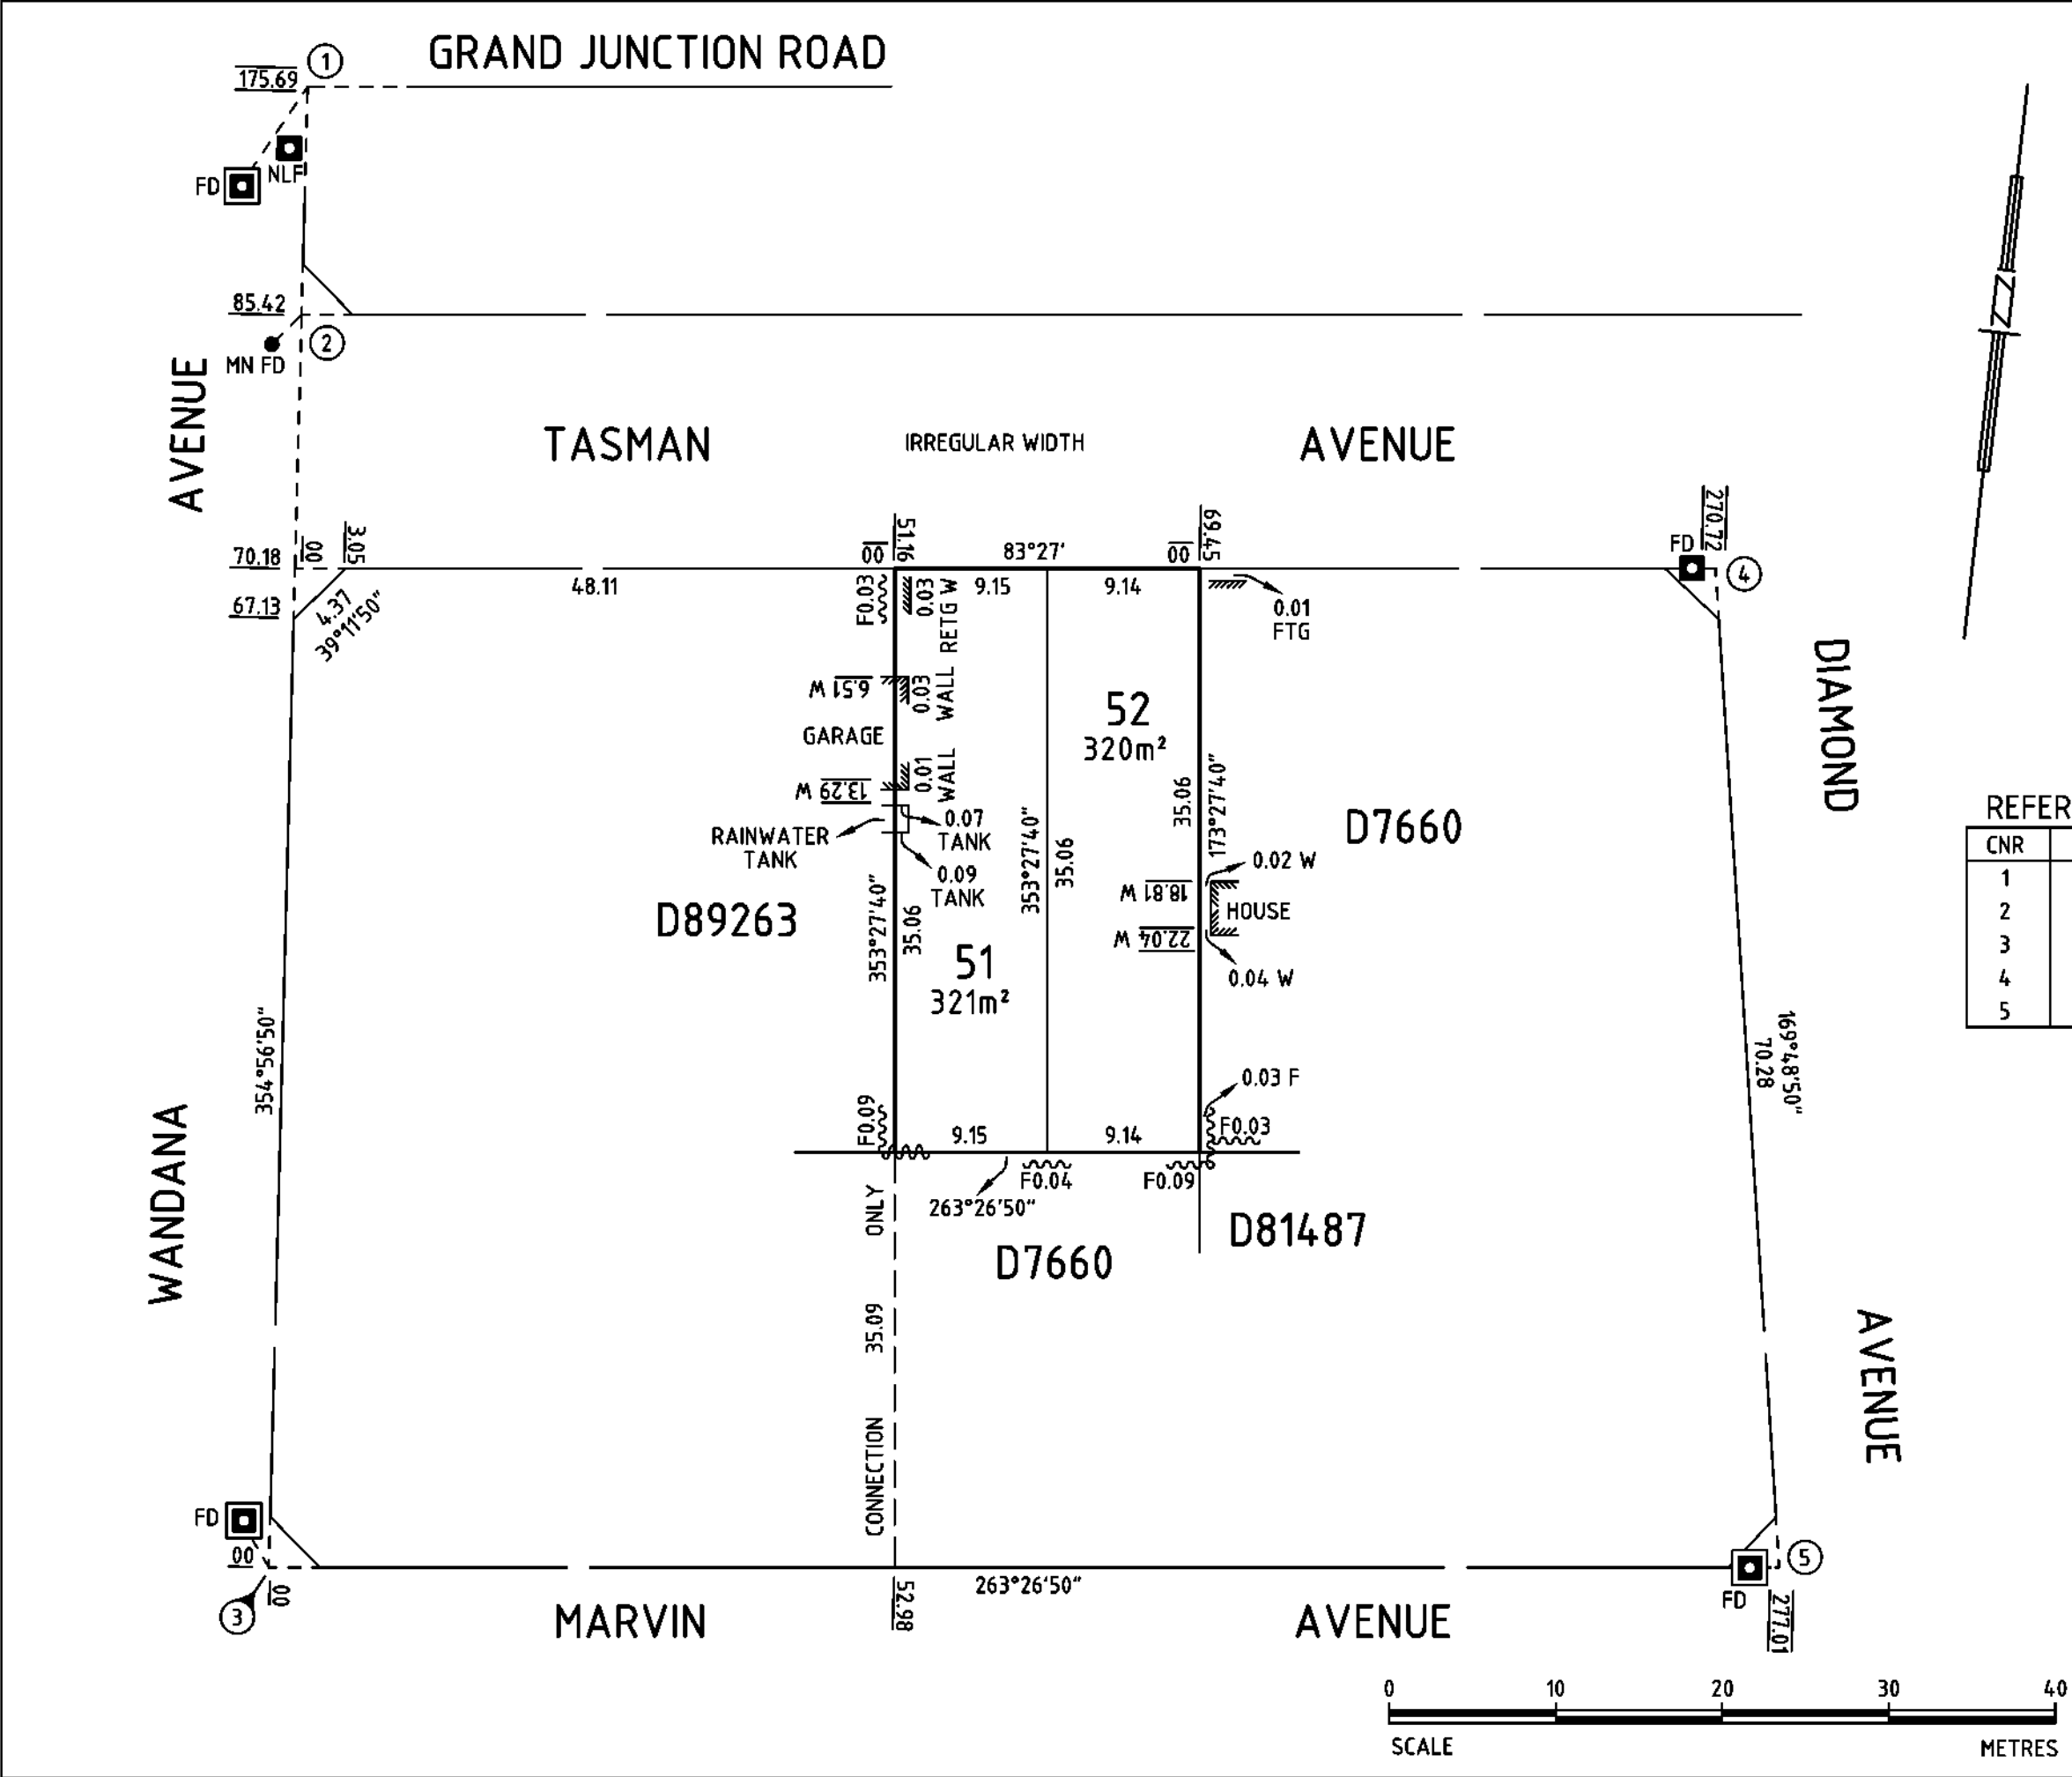 GRAND JUNCTION ROAD
175.69
1
NLF
FD
85.42
2
MN FD
AVENUE
TASMAN
IRREGULAR WIDTH
AVENUE
70.18
00
3.05
67.13
4.37
39°11'50"
48.11
00
51.16
83°27'
00
69.45
9.15
9.14
FD
270.72
4
F0.03
0.03
RETG W
0.01
FTG
6.51 W
0.03
WALL
GARAGE
0.01
WALL
13.29 W
RAINWATER
TANK
0.07
TANK
0.09
TANK
52
320m²
35.06
173°27'40"
353°27'40"
35.06
D7660
DIAMOND
0.02 W
18.81 W
HOUSE
22.04 W
0.04 W
D89263
353°27'40"
35.06
51
321m²
REFER
CNR
1
2
3
4
5
354°56'50"
169°48'50"
70.28
0.03 F
F0.03
F0.09
9.15
9.14
F0.04
F0.09
263°26'50"
D7660
D81487
WANDANA
CONNECTION 35.09 ONLY
AVENUE
FD
00
00
3
52.98
263°26'50"
MARVIN
AVENUE
FD
5
277.01
0 10 20 30 40
SCALE METRES
N